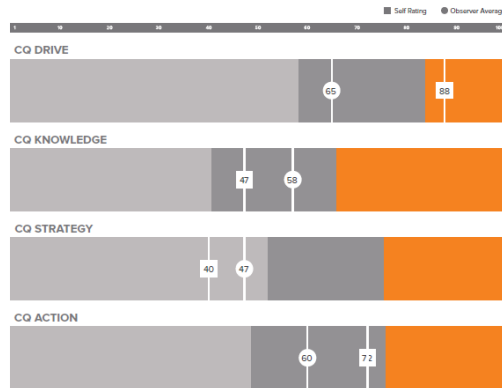 Self Rating Observer Averag
1 10 20 30 40 50 60 70 80 90 100
CQ DRIVE
65 88
CQ KNOWLEDGE
47 58
CQ STRATEGY
40 47
CQ ACTION
60 72